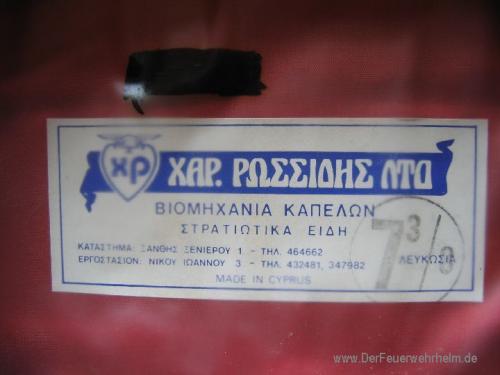 ΧΡ ΧΑΡ. ΡΩΣΣΙΔΗΣ ΛΤΔ
ΒΙΟΜΗΧΑΝΙΑ ΚΑΠΕΛΩΝ
ΣΤΡΑΤΙΩΤΙΚΑ ΕΙΔΗ
ΚΑΤΑΣΤΗΜΑ: ΞΑΝΘΗΣ ΞΕΝΙΕΡΟΥ 1 - ΤΗΛ. 464662
ΕΡΓΟΣΤΑΣΙΟΝ: ΝΙΚΟΥ ΙΩΑΝΝΟΥ 3 - ΤΗΛ. 432481, 347982 ΛΕΥΚΩΣΙΑ
MADE IN CYPRUS
7 3/8
www.DerFeuerwehrhelm.de